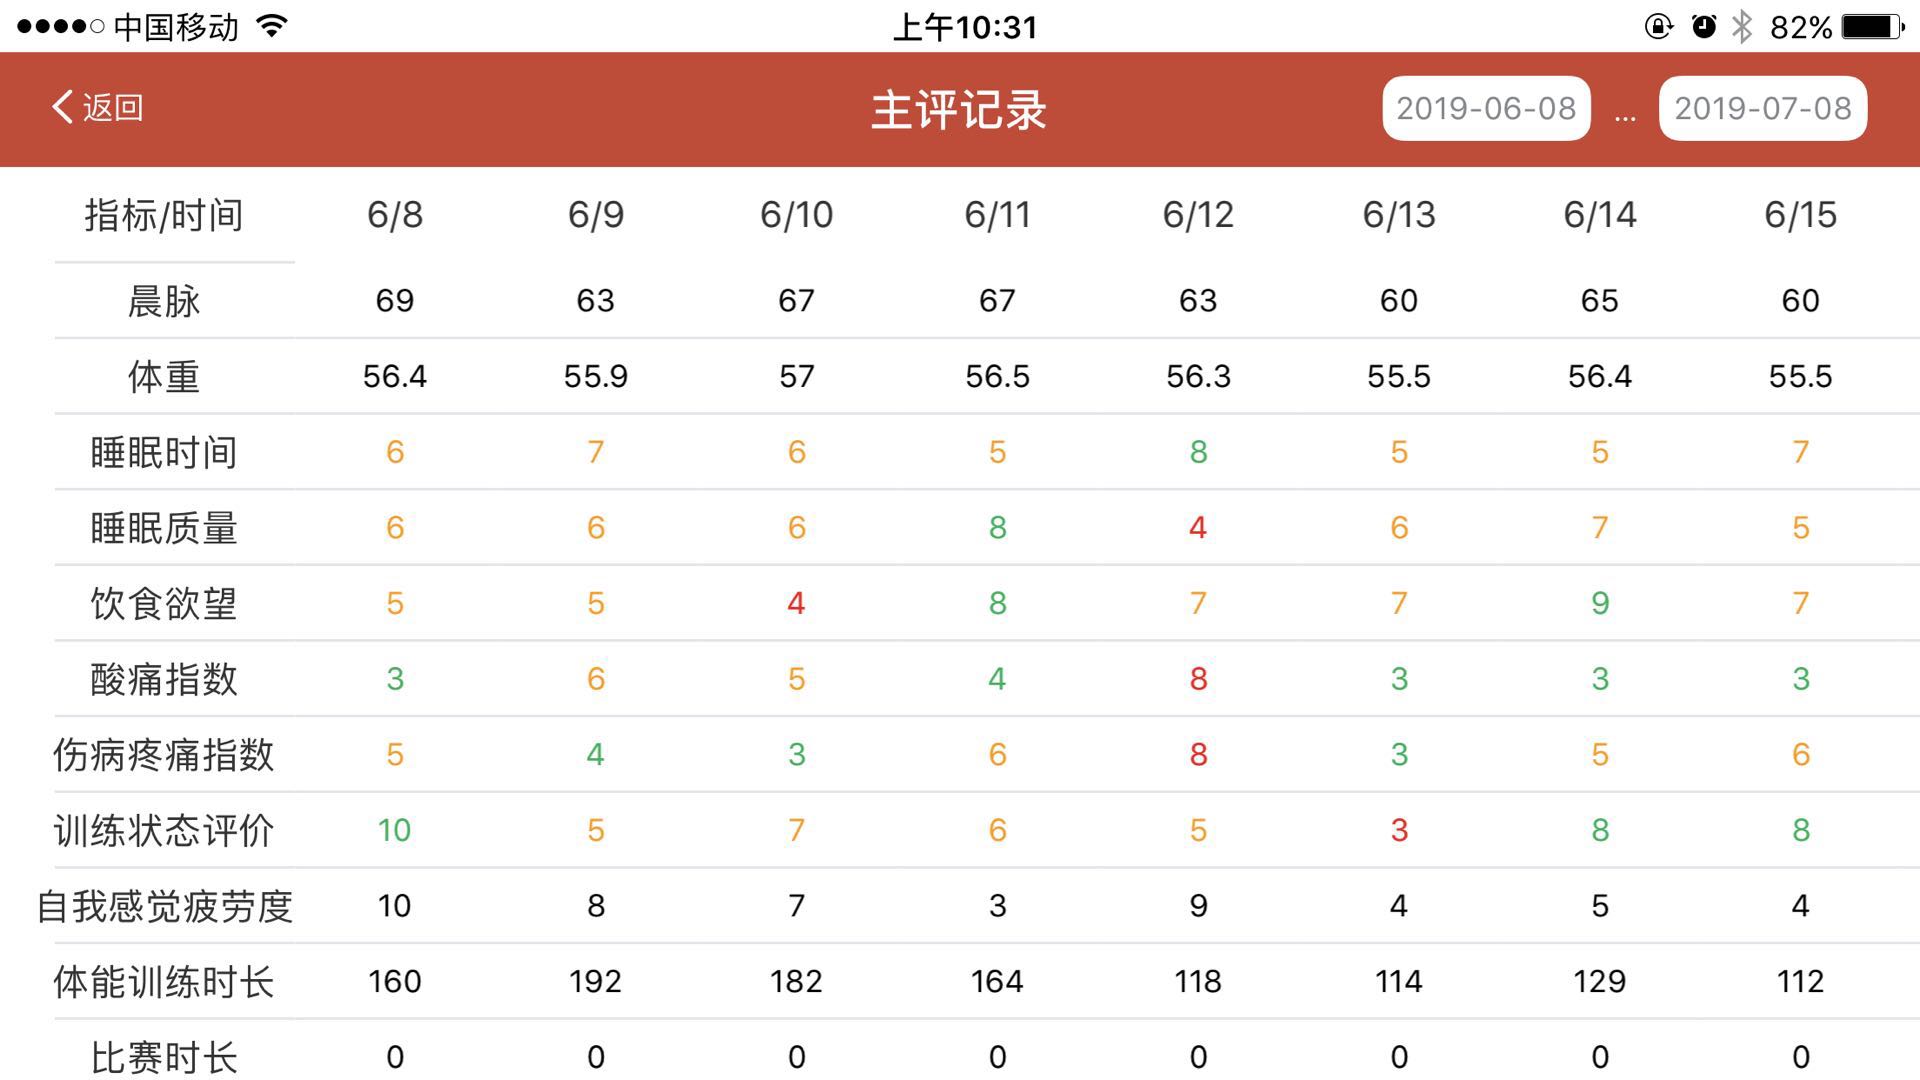 中国移动 上午10:31 82%
返回 主评记录 2019-06-08 ... 2019-07-08
指标/时间 6/8 6/9 6/10 6/11 6/12 6/13 6/14 6/15
晨脉 69 63 67 67 63 60 65 60
体重 56.4 55.9 57 56.5 56.3 55.5 56.4 55.5
睡眠时间 6 7 6 5 8 5 5 7
睡眠质量 6 6 6 8 4 6 7 5
饮食欲望 5 5 4 8 7 7 9 7
酸痛指数 3 6 5 4 8 3 3 3
伤病疼痛指数 5 4 3 6 8 3 5 6
训练状态评价 10 5 7 6 5 3 8 8
自我感觉疲劳度 10 8 7 3 9 4 5 4
体能训练时长 160 192 182 164 118 114 129 112
比赛时长 0 0 0 0 0 0 0 0